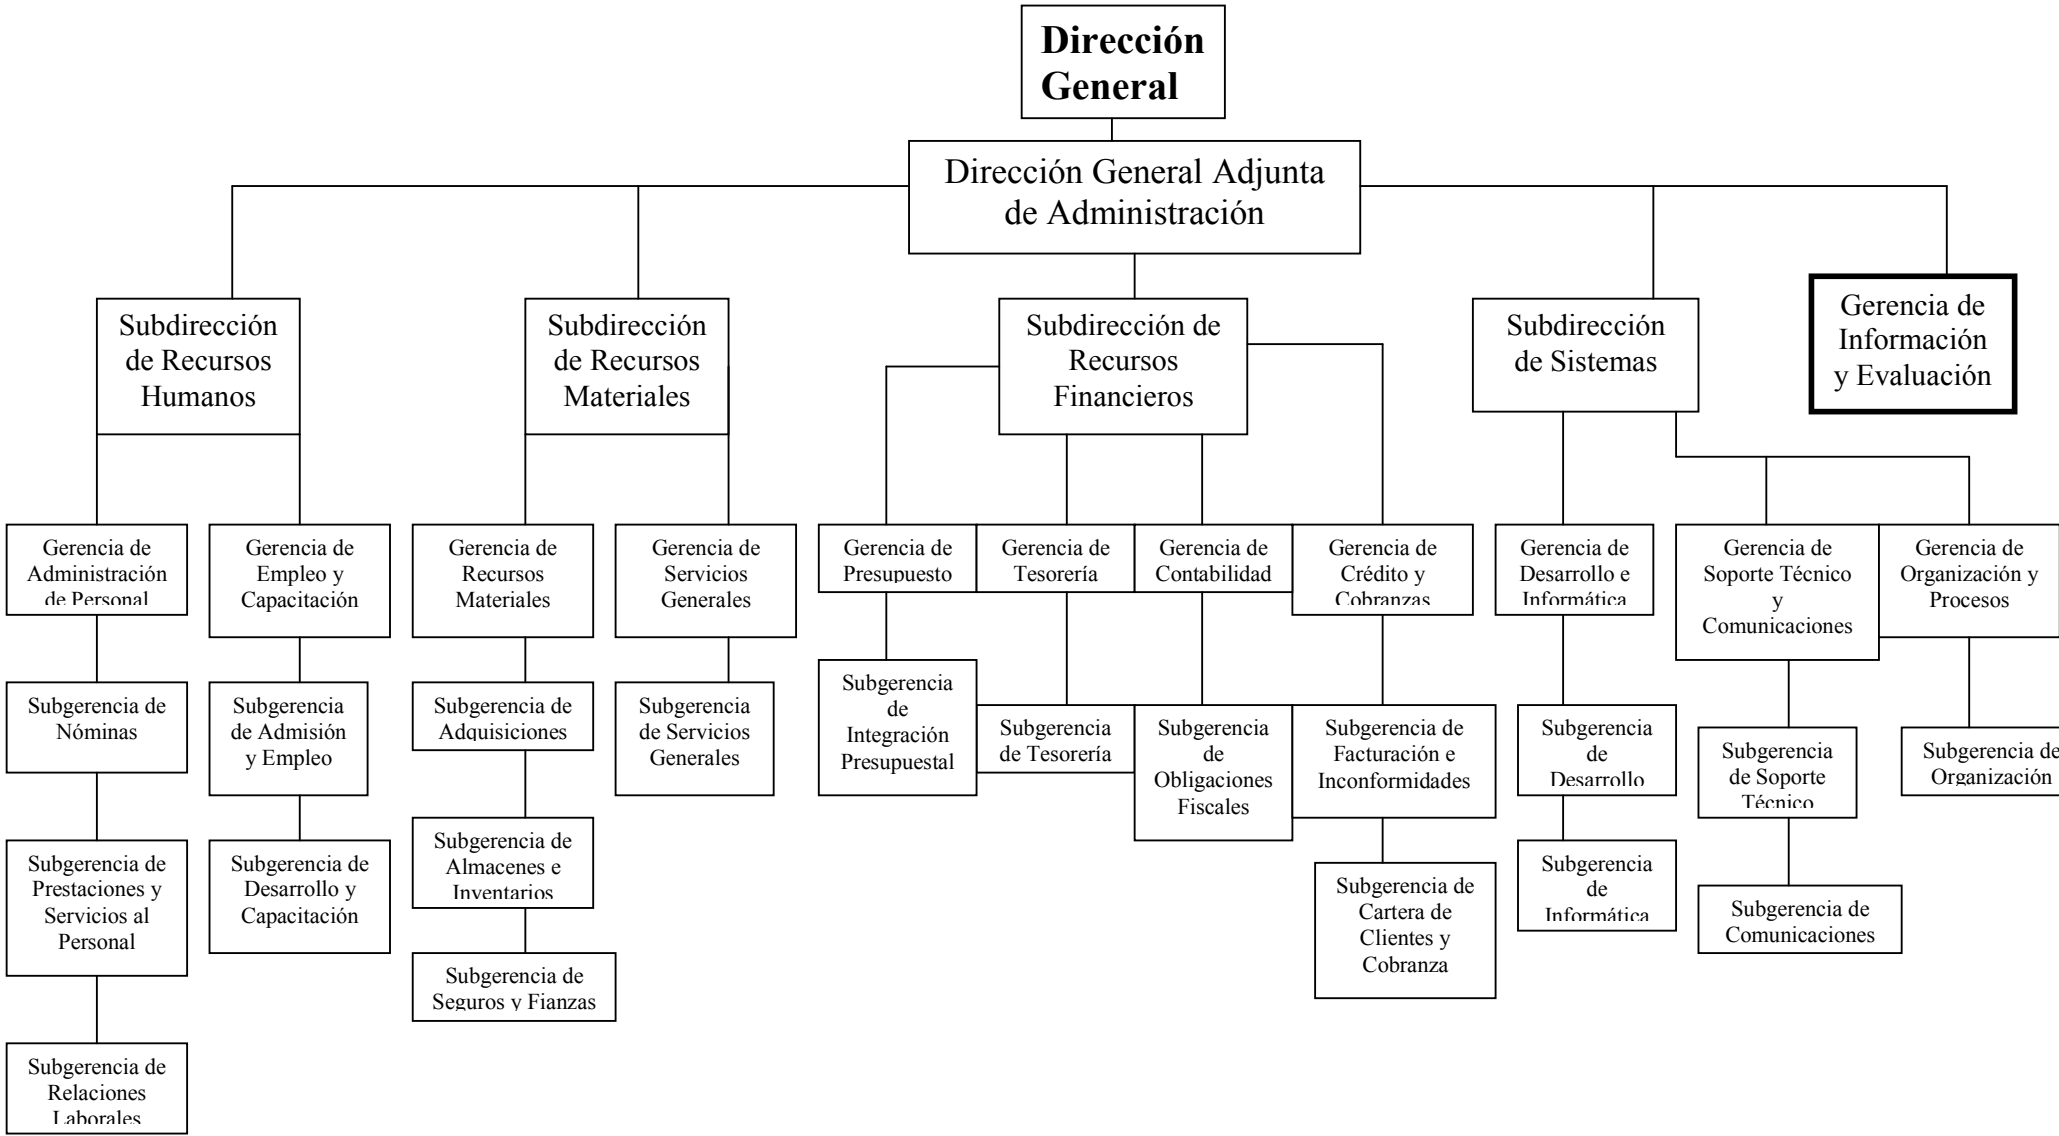 Dirección
General
Dirección General Adjunta
de Administración
Subdirección
de Recursos
Humanos
Subdirección
de Recursos
Materiales
Subdirección de
Recursos
Financieros
Subdirección
de Sistemas
Gerencia de
Información
y Evaluación
Gerencia de
Administración
de Personal
Gerencia de
Empleo y
Capacitación
Gerencia de
Recursos
Materiales
Gerencia de
Servicios
Generales
Gerencia de
Presupuesto
Gerencia de
Tesorería
Gerencia de
Contabilidad
Gerencia de
Crédito y
Cobranzas
Gerencia de
Desarrollo e
Informática
Gerencia de
Soporte Técnico
y
Comunicaciones
Gerencia de
Organización y
Procesos
Subgerencia de
Nóminas
Subgerencia
de Admisión
y Empleo
Subgerencia de
Adquisiciones
Subgerencia
de Servicios
Generales
Subgerencia
de
Integración
Presupuestal
Subgerencia
de Tesorería
Subgerencia
de
Obligaciones
Fiscales
Subgerencia de
Facturación e
Inconformidades
Subgerencia
de
Desarrollo
Subgerencia
de Soporte
Técnico
Subgerencia de
Organización
Subgerencia de
Prestaciones y
Servicios al
Personal
Subgerencia de
Desarrollo y
Capacitación
Subgerencia de
Almacenes e
Inventarios
Subgerencia de
Cartera de
Clientes y
Cobranza
Subgerencia
de
Informática
Subgerencia de
Comunicaciones
Subgerencia de
Seguros y Fianzas
Subgerencia de
Relaciones
Laborales